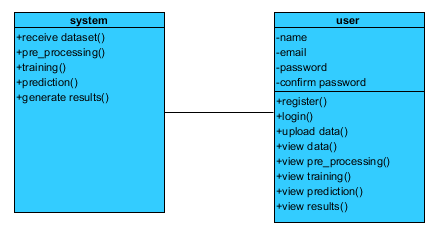 system
+receive dataset()
+pre_processing()
+training()
+prediction()
+generate results()
user
-name
-email
-password
-confirm password
+register()
+login()
+upload data()
+view data()
+view pre_processing()
+view training()
+view prediction()
+view results()